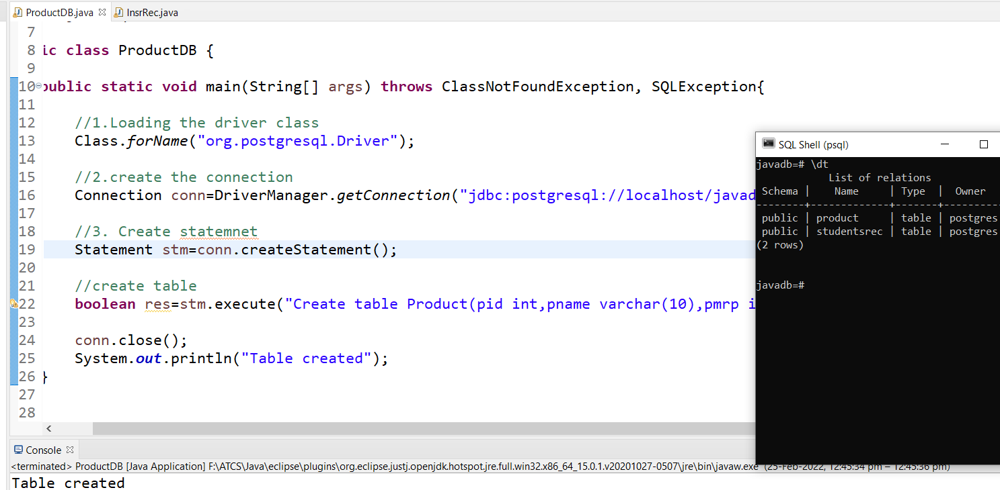 ProductDB.java
InsrRec.java
7
8 ic class ProductDB {
9
10 public static void main(String[] args) throws ClassNotFoundException, SQLException{
11
12 //1.Loading the driver class
13 Class.forName("org.postgresql.Driver");
14
15 //2.create the connection
16 Connection conn=DriverManager.getConnection("jdbc:postgresql://localhost/javad
17
18 //3. Create statemnet
19 Statement stm=conn.createStatement();
20
21 //create table
22 boolean res=stm.execute("Create table Product(pid int,pname varchar(10),pmrp i
23
24 conn.close();
25 System.out.println("Table created");
26 }
27
28
SQL Shell (psql)
javadb=# \dt
List of relations
Schema | Name | Type | Owner
--------+-------------+-------+----------
public | product | table | postgres
public | studentsrec | table | postgres
(2 rows)
javadb=#
Console
<terminated> ProductDB [Java Application] F:\ATCS\Java\eclipse\plugins\org.eclipse.justj.openjdk.hotspot.jre.full.win32.x86_64_15.0.1.v20201027-0507\jre\bin\javaw.exe (25-Feb-2022, 12:45:34 pm – 12:45:36 pm)
Table created